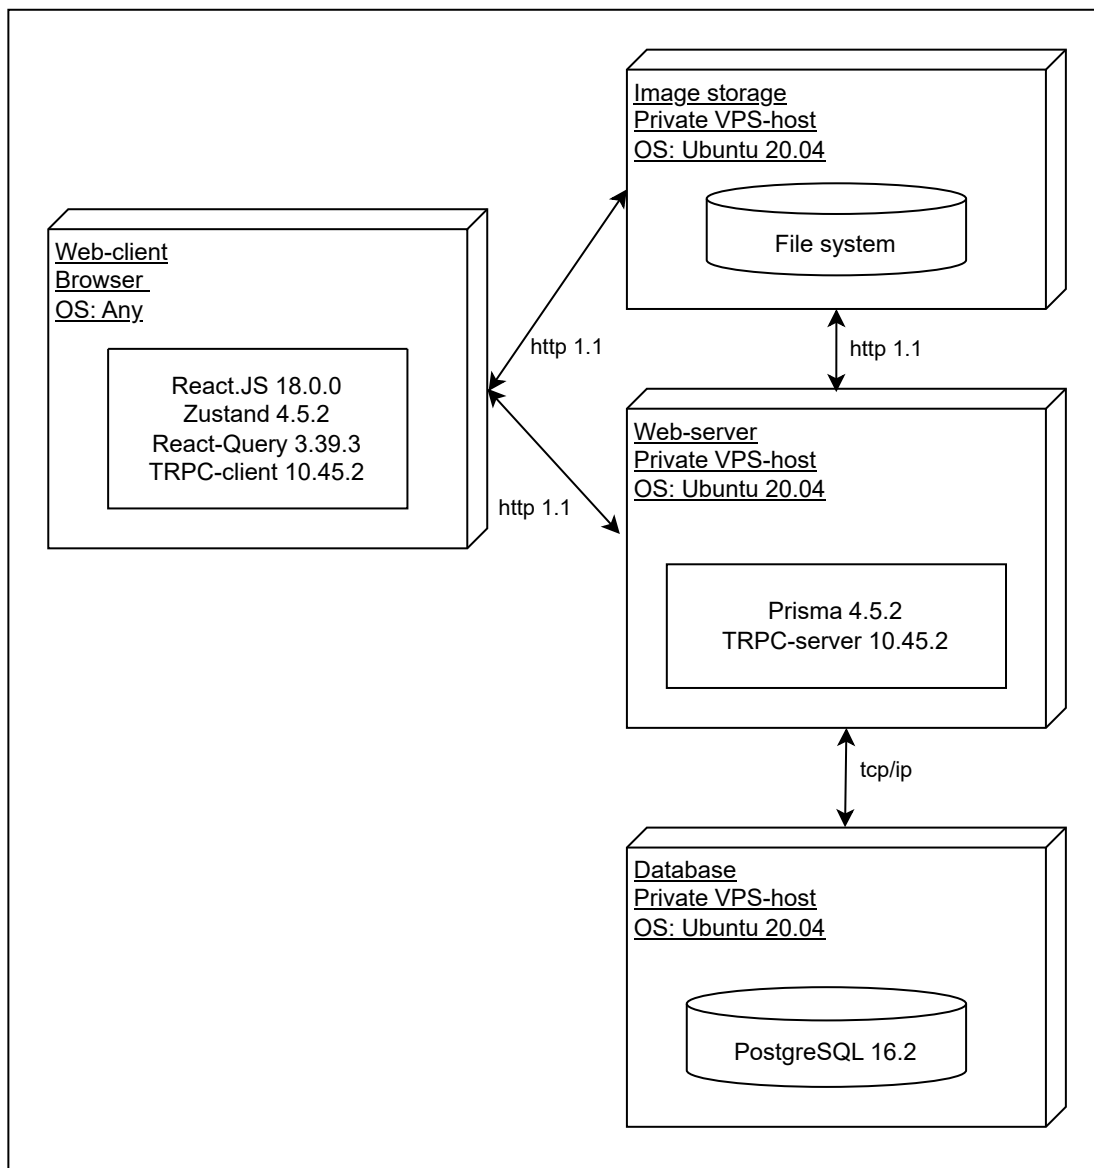 Image storage
Private VPS-host
OS: Ubuntu 20.04
File system
Web-client
Browser
OS: Any
React.JS 18.0.0
Zustand 4.5.2
React-Query 3.39.3
TRPC-client 10.45.2
http 1.1
http 1.1
http 1.1
Web-server
Private VPS-host
OS: Ubuntu 20.04
Prisma 4.5.2
TRPC-server 10.45.2
tcp/ip
Database
Private VPS-host
OS: Ubuntu 20.04
PostgreSQL 16.2